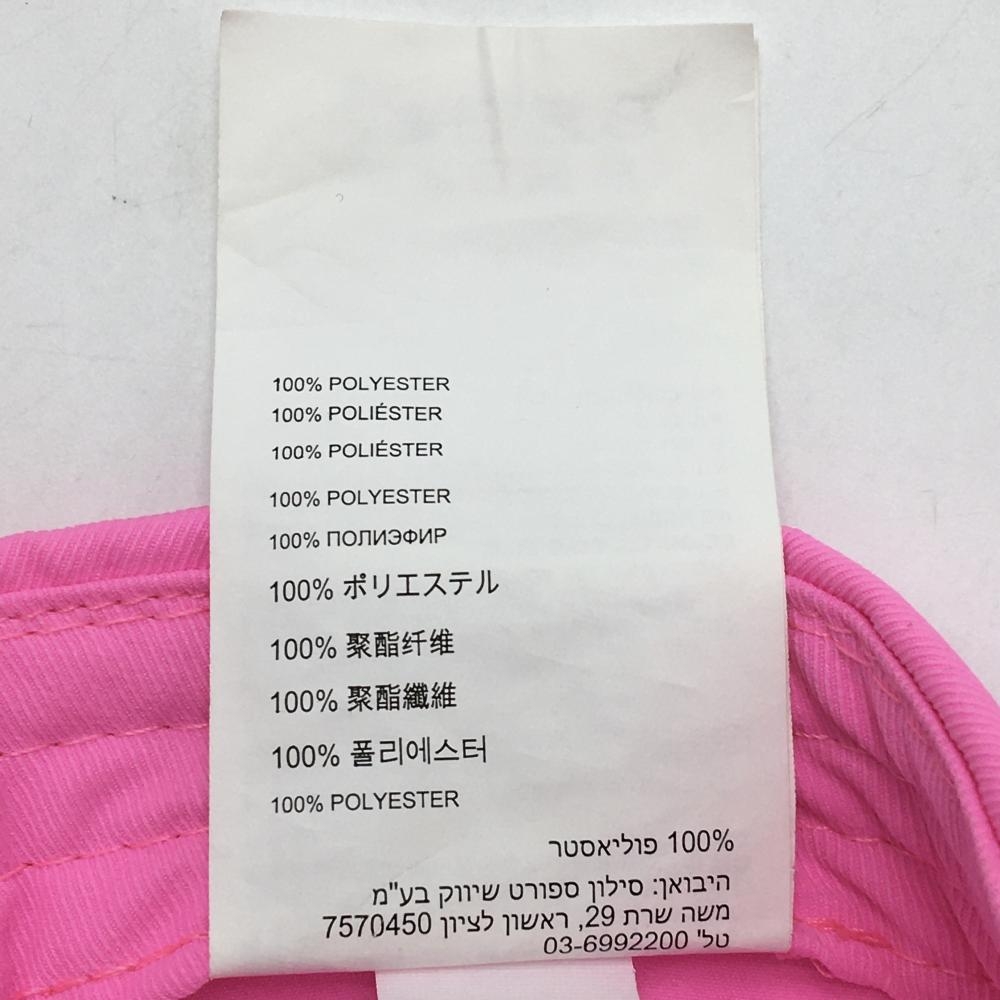 100% POLYESTER
100% POLIÉSTER
100% POLIÉSTER
100% POLYESTER
100% ПОЛИЭФИР
100% ポリエステル
100% 聚酯纤维
100% 聚酯纖維
100% 폴리에스터
100% POLYESTER
100% פוליאסטר
היבואן: סילון ספורט שיווק בע"מ
משה שרת 29, ראשון לציון 7570450
טל' 03-6992200